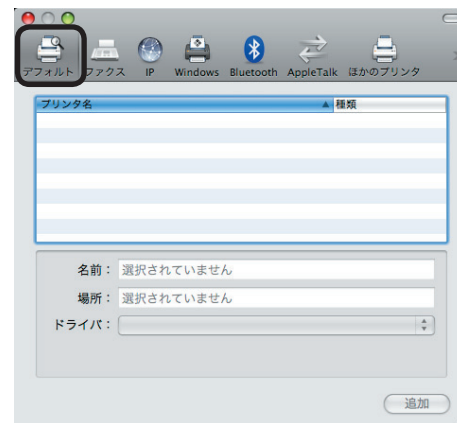 デフォルト ファクス IP Windows Bluetooth AppleTalk ほかのプリンタ
プリンタ名 種類
名前： 選択されていません
場所： 選択されていません
ドライバ：
追加